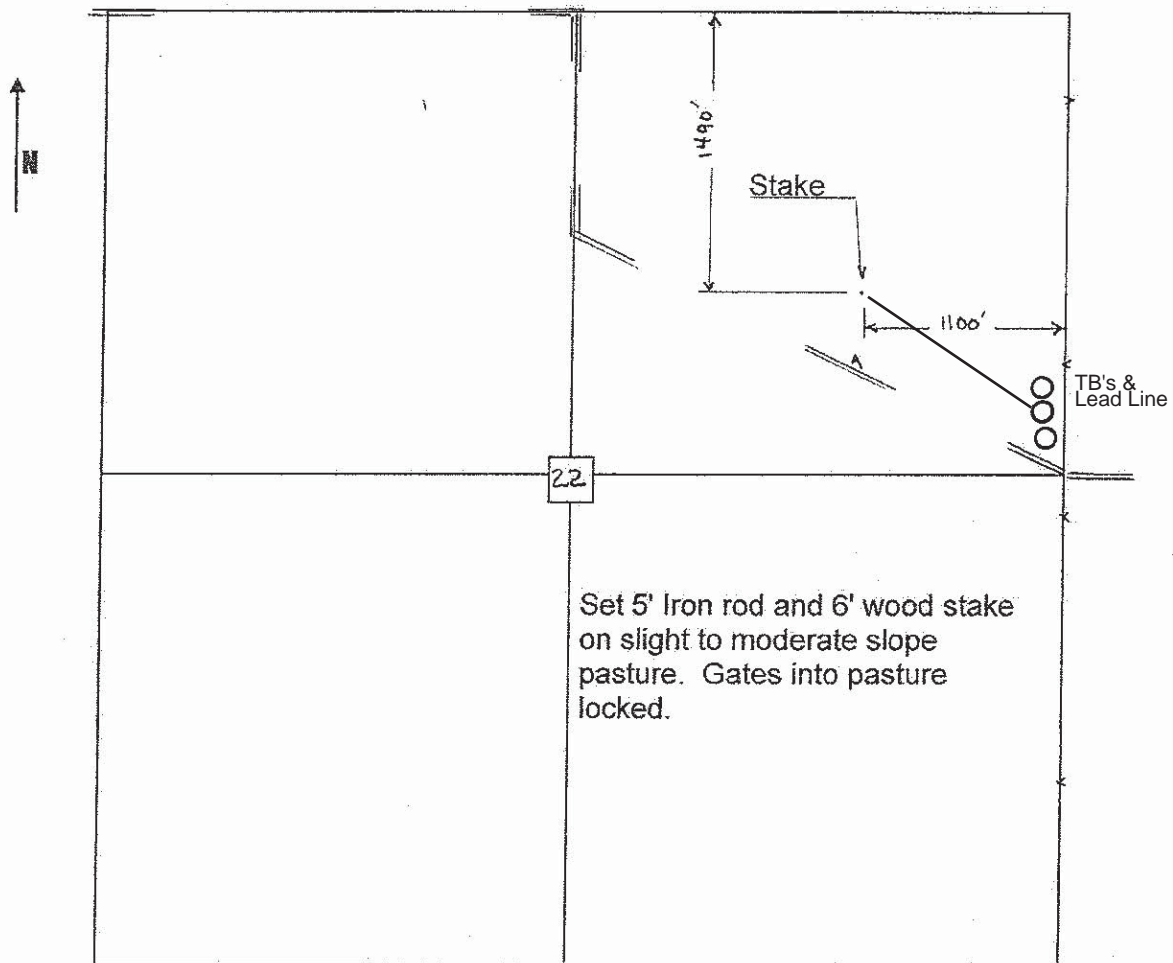 N
1490'
Stake
1100'
A
TB's &
Lead Line
22
Set 5' Iron rod and 6' wood stake
on slight to moderate slope
pasture. Gates into pasture
locked.